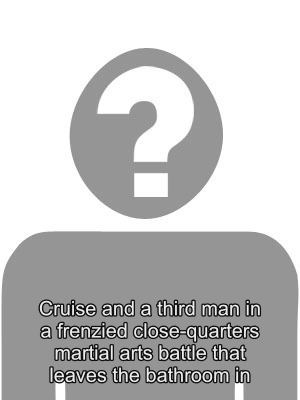 ?
Cruise and a third man in
a frenzied close-quarters
martial arts battle that
leaves the bathroom in